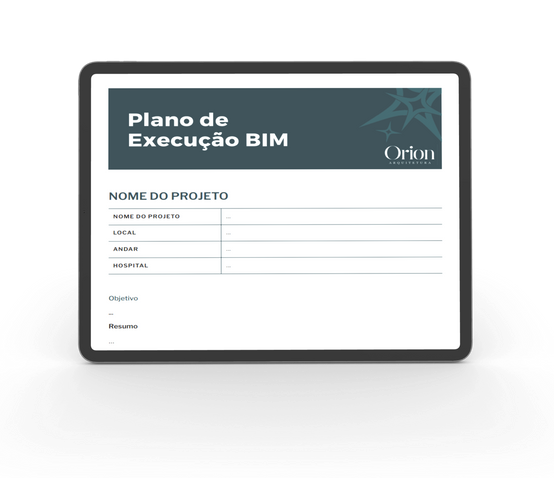 Plano de
Execução BIM
Orion
ARQUITETURA
NOME DO PROJETO
NOME DO PROJETO ...
LOCAL ...
ANDAR ...
HOSPITAL ...
Objetivo
...
Resumo
...